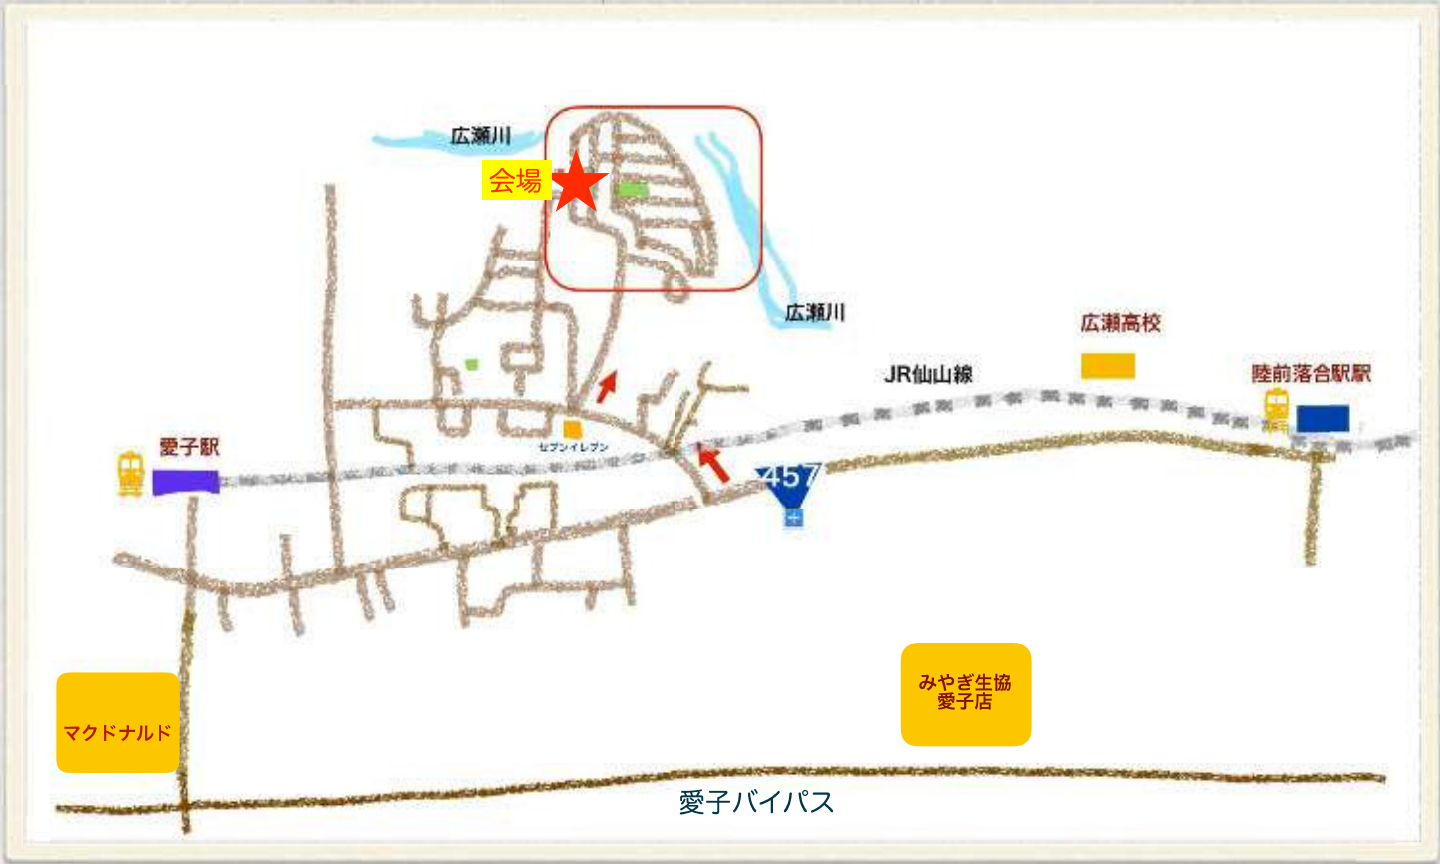 広瀬川
会場
広瀬川
広瀬高校
JR仙山線
陸前落合駅駅
愛子駅
セブンイレブン
457
みやぎ生協
愛子店
マクドナルド
愛子バイパス